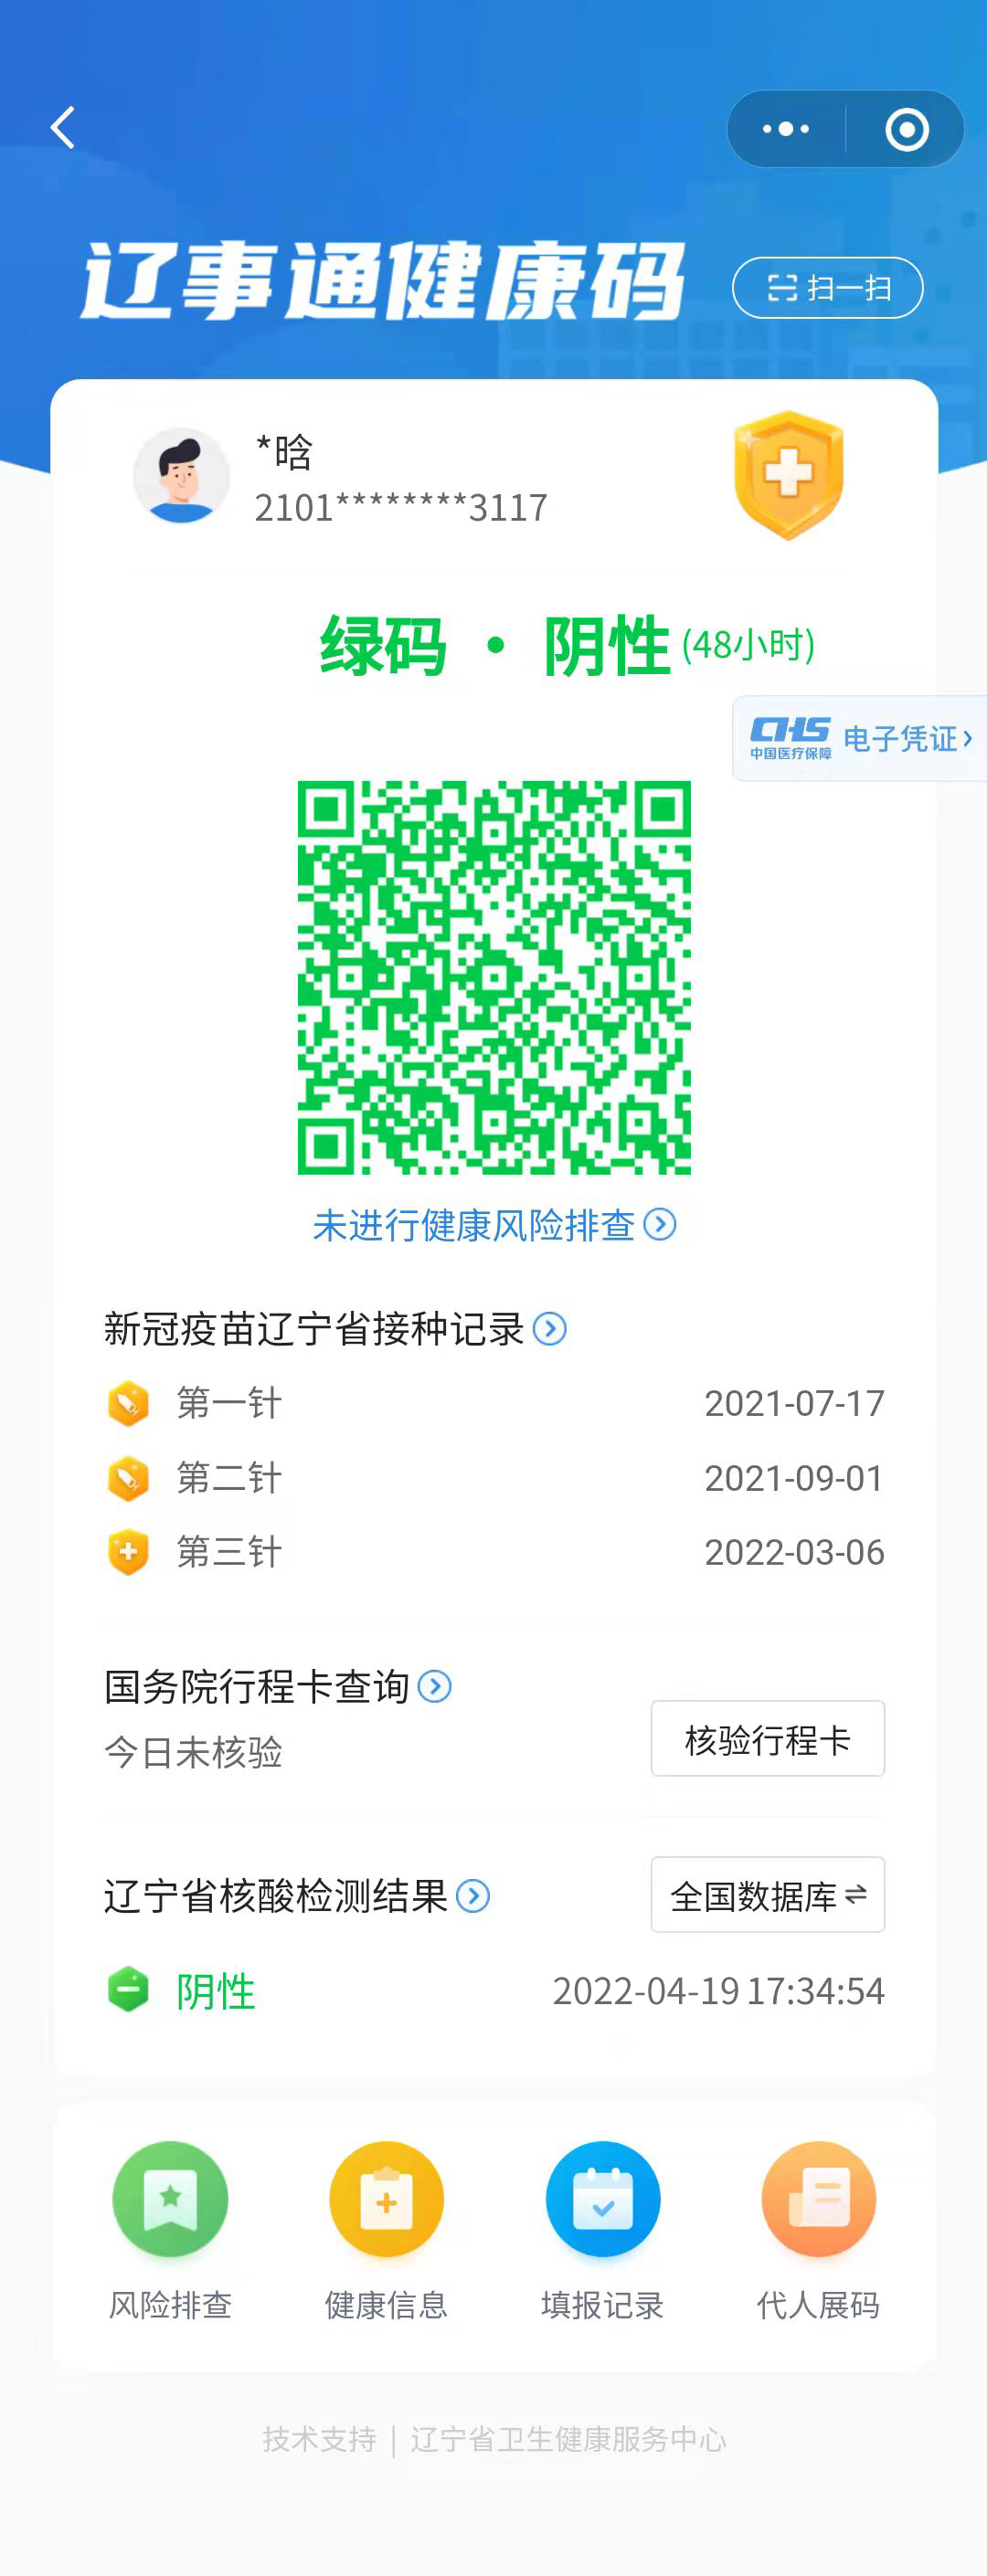 辽事通健康码
扫一扫
*晗
2101********3117
绿码 · 阴性 (48小时)
CHS
中国医疗保障
电子凭证
未进行健康风险排查
新冠疫苗辽宁省接种记录
第一针 2021-07-17
第二针 2021-09-01
第三针 2022-03-06
国务院行程卡查询
今日未核验
核验行程卡
辽宁省核酸检测结果
全国数据库
阴性 2022-04-19 17:34:54
风险排查 健康信息 填报记录 代人展码
技术支持 | 辽宁省卫生健康服务中心